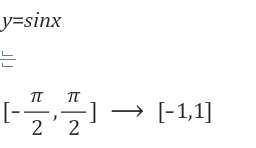 y=sinx
는
[-π/2, π/2] ⟶ [-1,1]